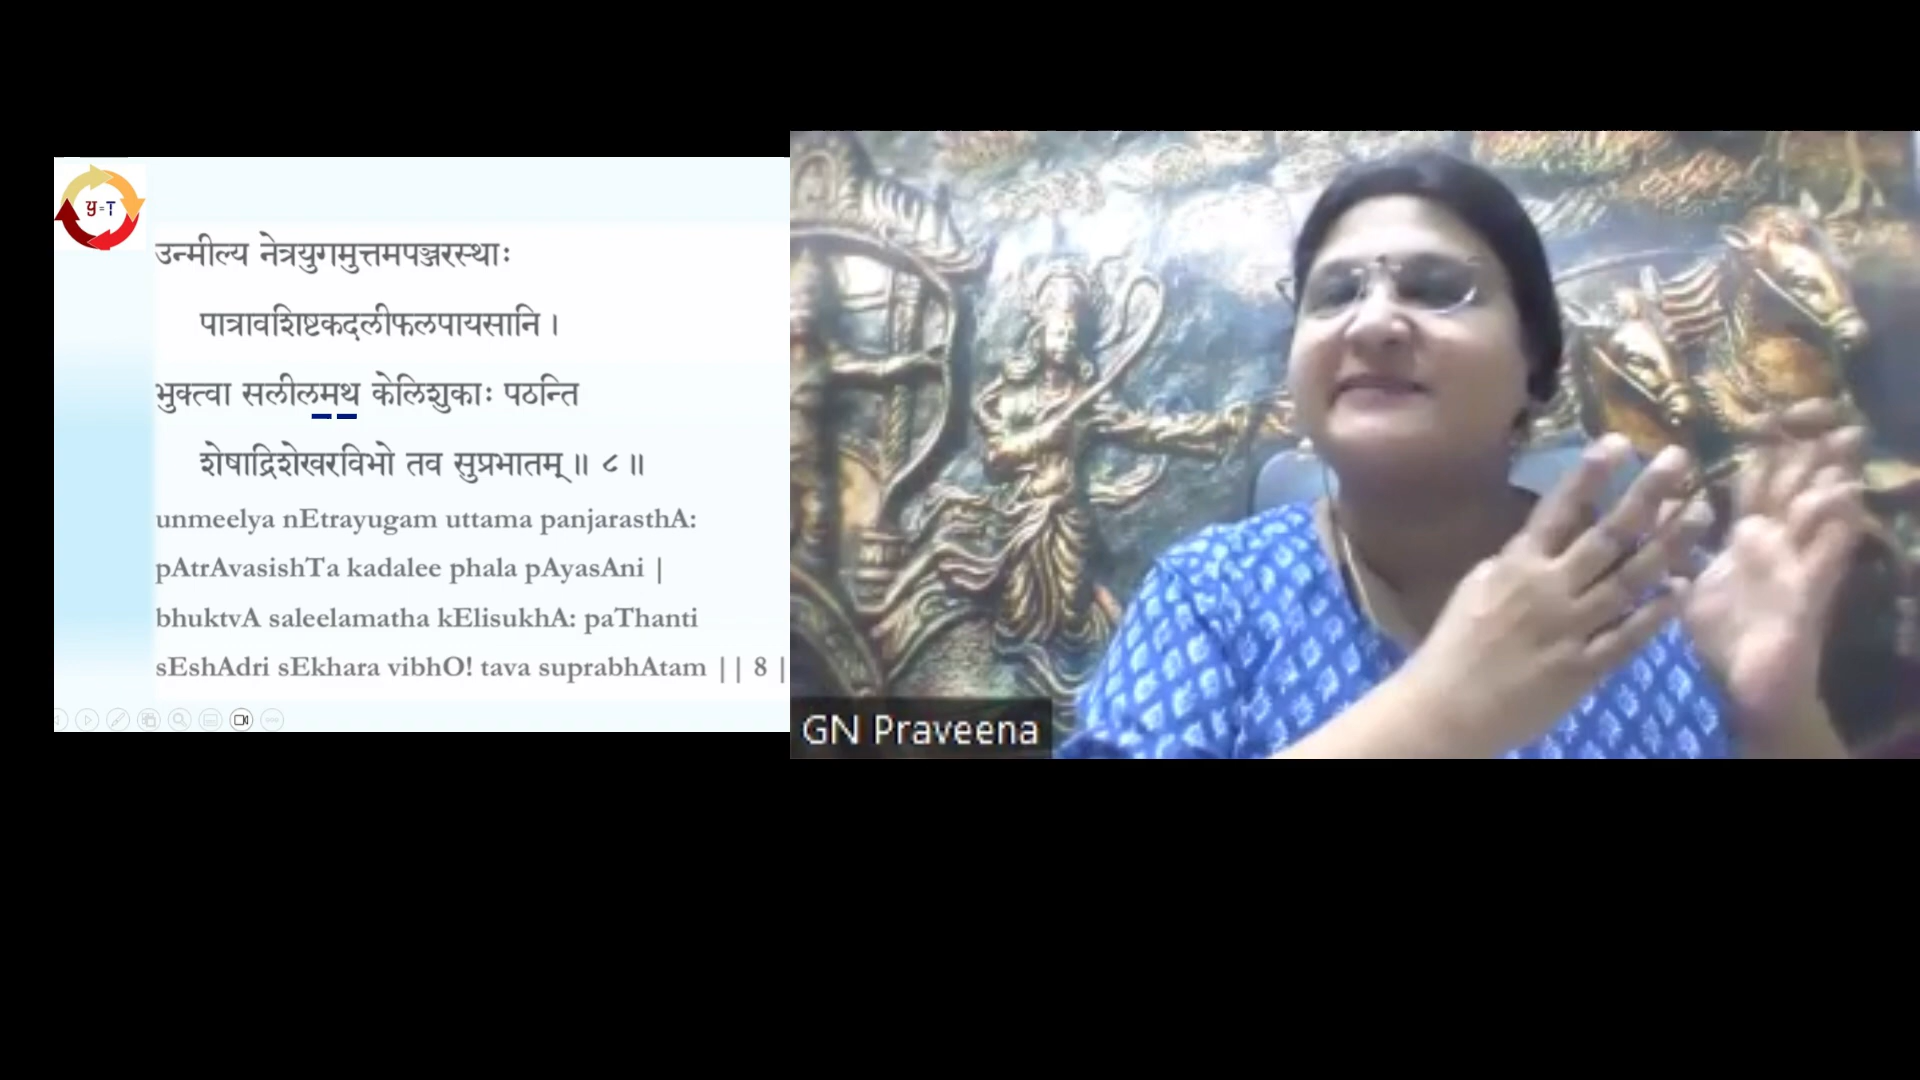 y=T
उन्मील्य नेत्रयुगमुत्तमपञ्जरस्थाः
पात्रावशिष्टकदलीफलपायसानि ।
भुक्त्वा सलीलमथ केलिशुकाः पठन्ति
शेषाद्रिशेखरविभो तव सुप्रभातम् ॥ ८ ॥
unmeelya nEtrayugam uttama panjarasthA:
pAtrAvasishTa kadalee phala pAyasAni |
bhuktvA saleelamatha kElisukhA: paThanti
sEshAdri sEkhara vibhO! tava suprabhAtam || 8 |
GN Praveena